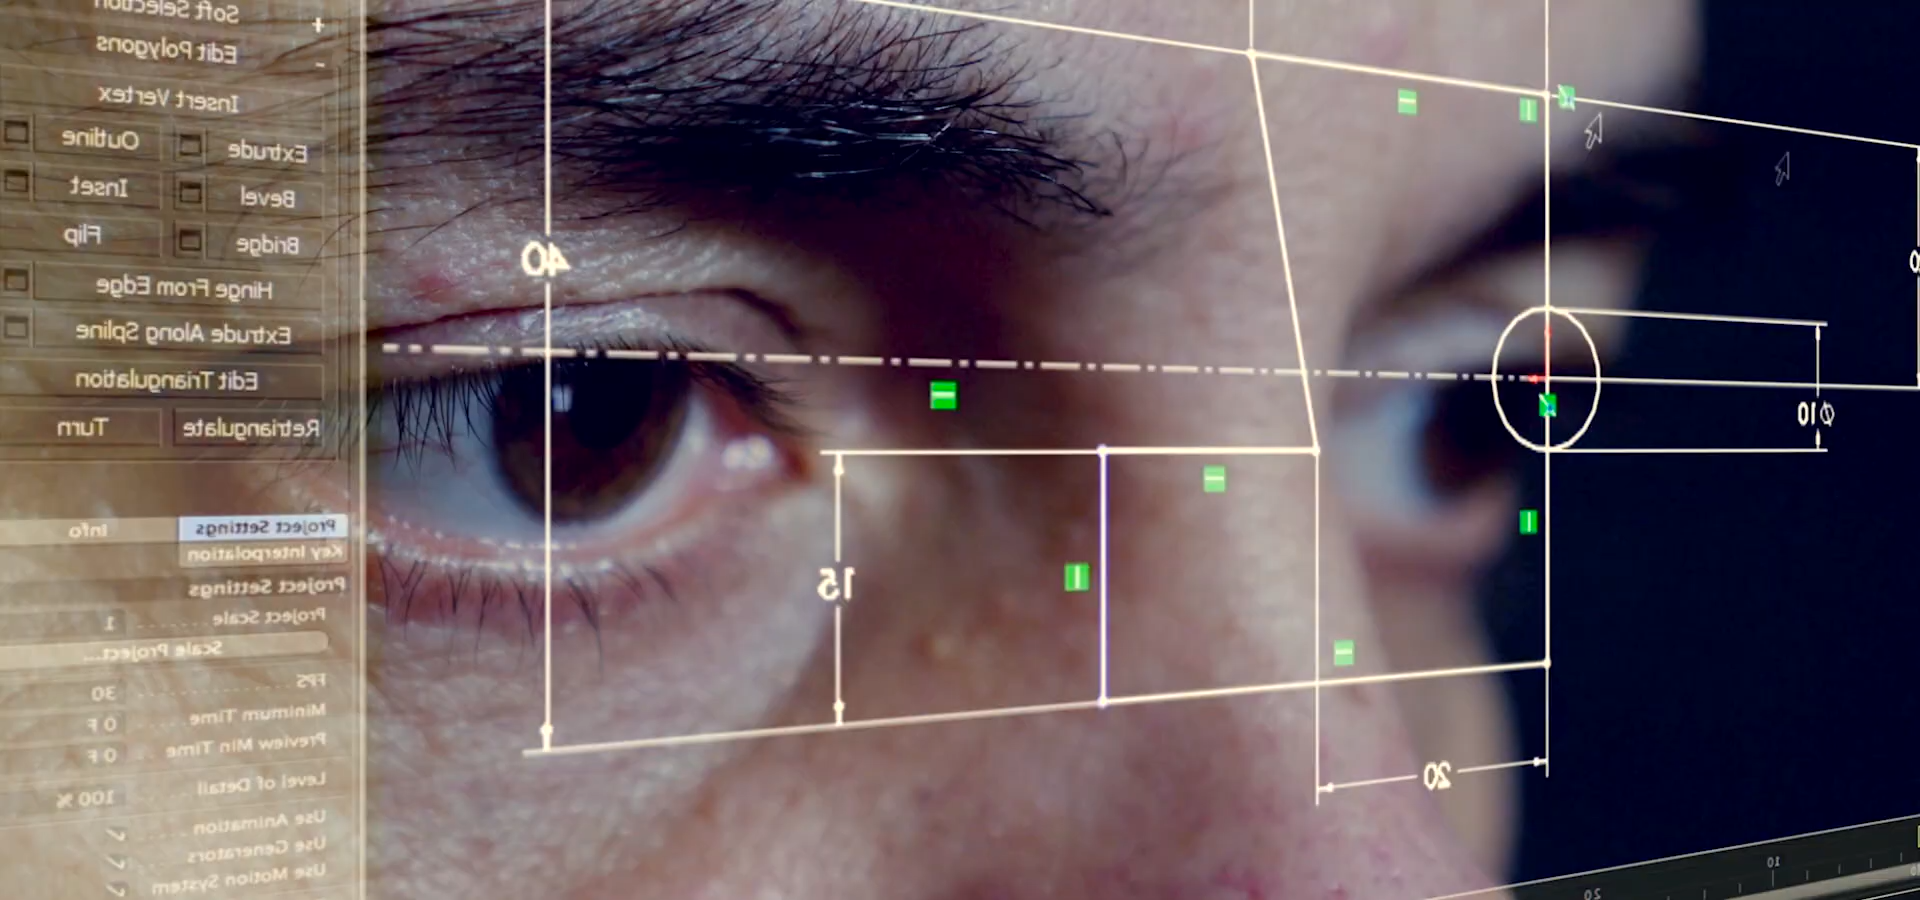 Soft Selection
+
Edit Polygons
-
Insert Vertex
Extrude Outline
Bevel Inset
Bridge Flip
Hinge From Edge
Extrude Along Spline
Edit Triangulation
Retriangulate Turn
Project Settings Info
Key Interpolation
Project Settings
Project Scale 1
Scale Project...
FPS 30
Minimum Time 0 F
Preview Min Time 0 F
Level of Detail 100 %
Use Animation
Use Generators
Use Motion System
40
15
20
Ø10
10
20